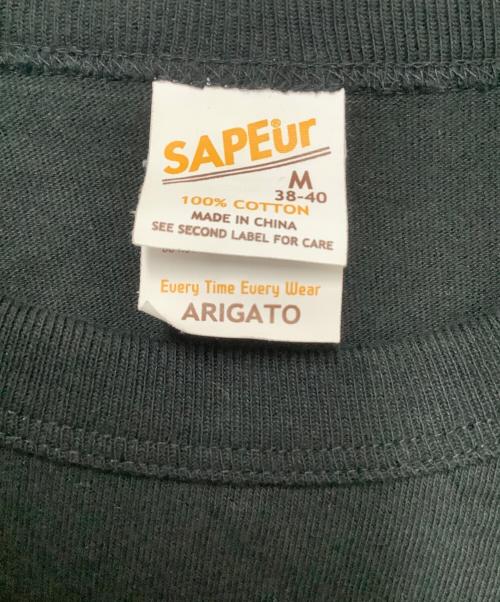 SAPEur®
M
38-40
100% COTTON
MADE IN CHINA
SEE SECOND LABEL FOR CARE
Every Time Every Wear
ARIGATO